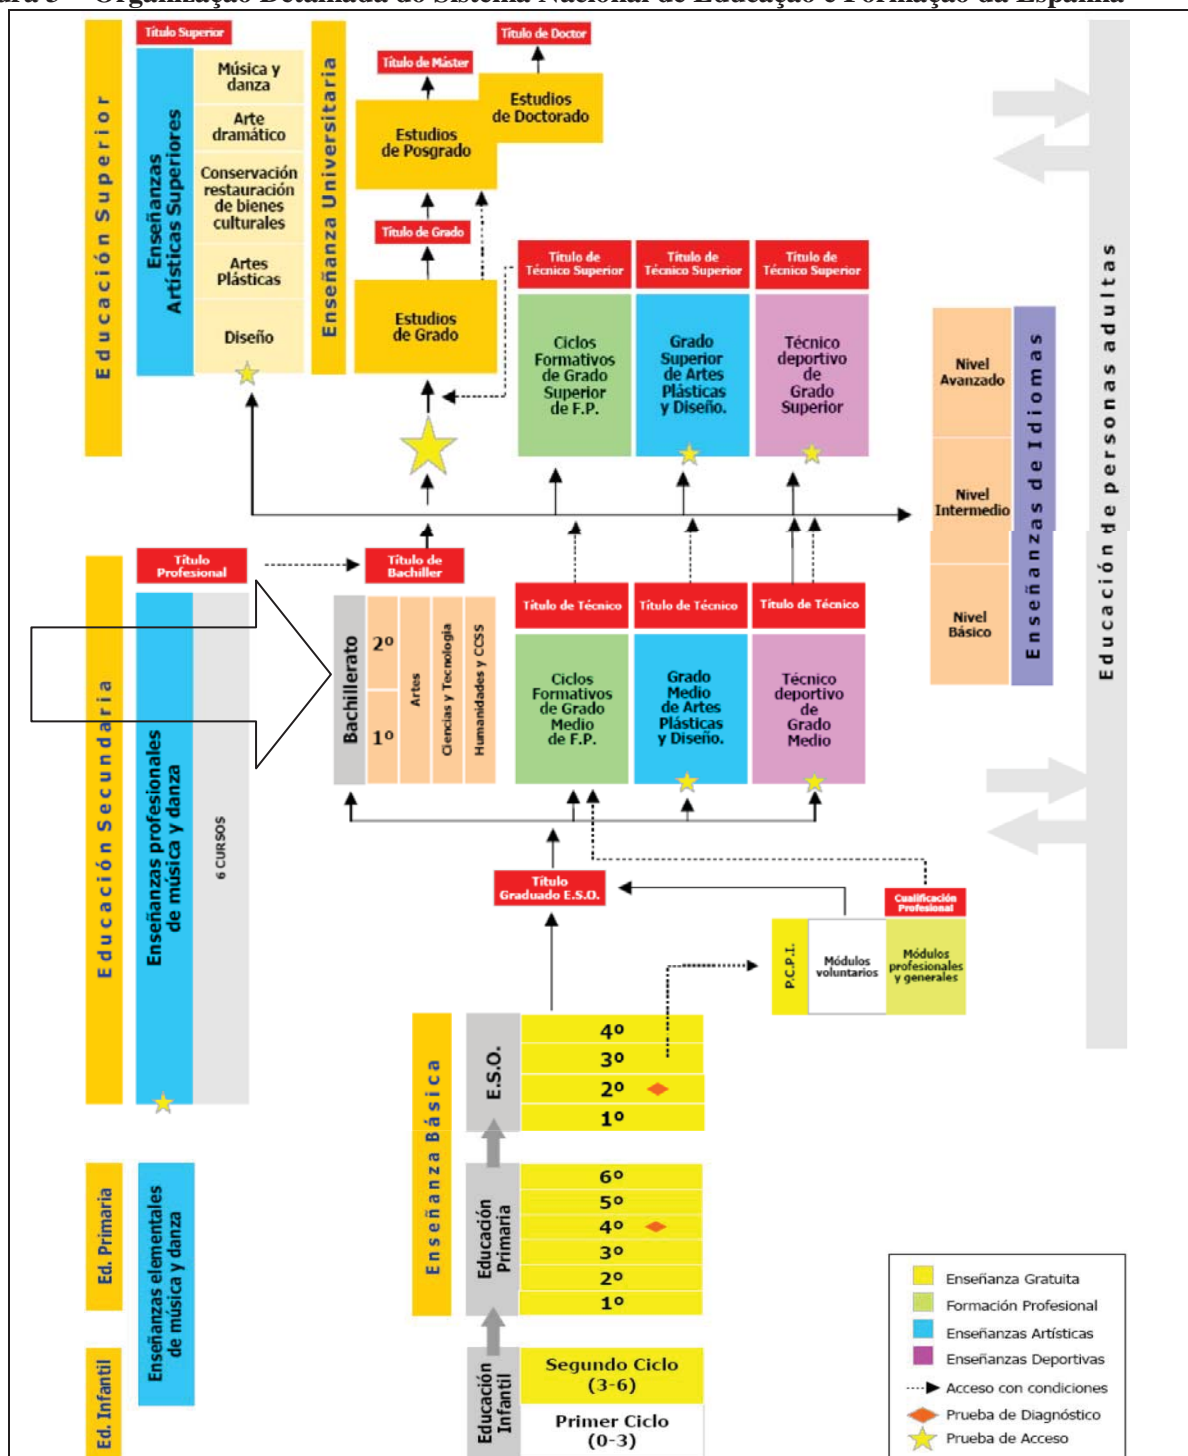 ura 3 – Organização Detalhada do Sistema Nacional de Educação e Formação da Espanha
Educación Superior
Título Superior
Enseñanzas
Artísticas Superiores
Música y
danza
Arte
dramático
Conservación
restauración
de bienes
culturales
Artes
Plásticas
Diseño
Enseñanza Universitaria
Título de Doctor
Título de Máster
Estudios
de Doctorado
Estudios
de Posgrado
Título de Grado
Estudios
de Grado
Título de
Técnico Superior
Ciclos
Formativos
de Grado
Superior
de F.P.
Título de
Técnico Superior
Grado
Superior
de Artes
Plásticas
y Diseño.
Título de
Técnico Superior
Técnico
deportivo
de
Grado
Superior
Nivel
Avanzado
Nivel
Intermedio
Nivel
Básico
Enseñanzas de Idiomas
Educación de personas adultas
Educación Secundaria
Título
Profesional
Enseñanzas profesionales
de música y danza
6 CURSOS
Título de
Bachiller
Bachillerato
2º
1º
Artes
Ciencias y Tecnología
Humanidades y CCSS
Título de Técnico
Ciclos
Formativos
de Grado
Medio
de F.P.
Título de Técnico
Grado
Medio
de Artes
Plásticas
y Diseño.
Título de Técnico
Técnico
deportivo
de
Grado
Medio
Título
Graduado E.S.O.
Cualificación
Profesional
P.C.P.I.
Módulos
voluntarios
Módulos
profesionales
y generales
Enseñanza Básica
E.S.O.
4º
3º
2º
1º
Ed. Primaria
Enseñanzas elementales
de música y danza
Educación
Primaria
6º
5º
4º
3º
2º
1º
Ed. Infantil
Educación
Infantil
Segundo Ciclo
(3-6)
Primer Ciclo
(0-3)
Enseñanza Gratuita
Formación Profesional
Enseñanzas Artísticas
Enseñanzas Deportivas
Acceso con condiciones
Prueba de Diagnóstico
Prueba de Acceso